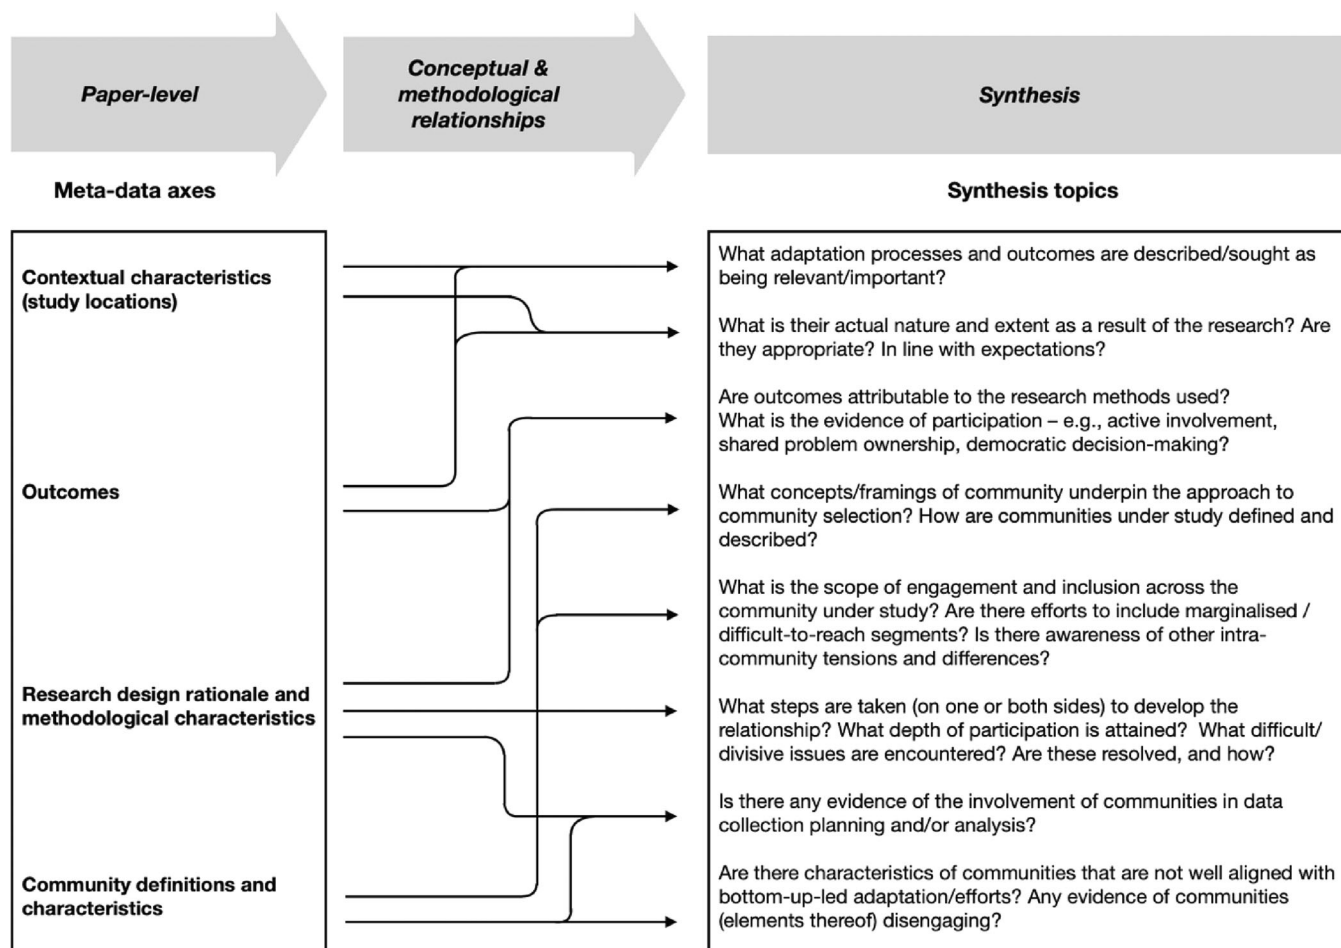 Paper-level
Conceptual &
methodological
relationships
Synthesis
Meta-data axes
Synthesis topics
Contextual characteristics
(study locations)
Outcomes
Research design rationale and
methodological characteristics
Community definitions and
characteristics
What adaptation processes and outcomes are described/sought as
being relevant/important?
What is their actual nature and extent as a result of the research? Are
they appropriate? In line with expectations?
Are outcomes attributable to the research methods used?
What is the evidence of participation – e.g., active involvement,
shared problem ownership, democratic decision-making?
What concepts/framings of community underpin the approach to
community selection? How are communities under study defined and
described?
What is the scope of engagement and inclusion across the
community under study? Are there efforts to include marginalised /
difficult-to-reach segments? Is there awareness of other intra-
community tensions and differences?
What steps are taken (on one or both sides) to develop the
relationship? What depth of participation is attained?  What difficult/
divisive issues are encountered? Are these resolved, and how?
Is there any evidence of the involvement of communities in data
collection planning and/or analysis?
Are there characteristics of communities that are not well aligned with
bottom-up-led adaptation/efforts? Any evidence of communities
(elements thereof) disengaging?